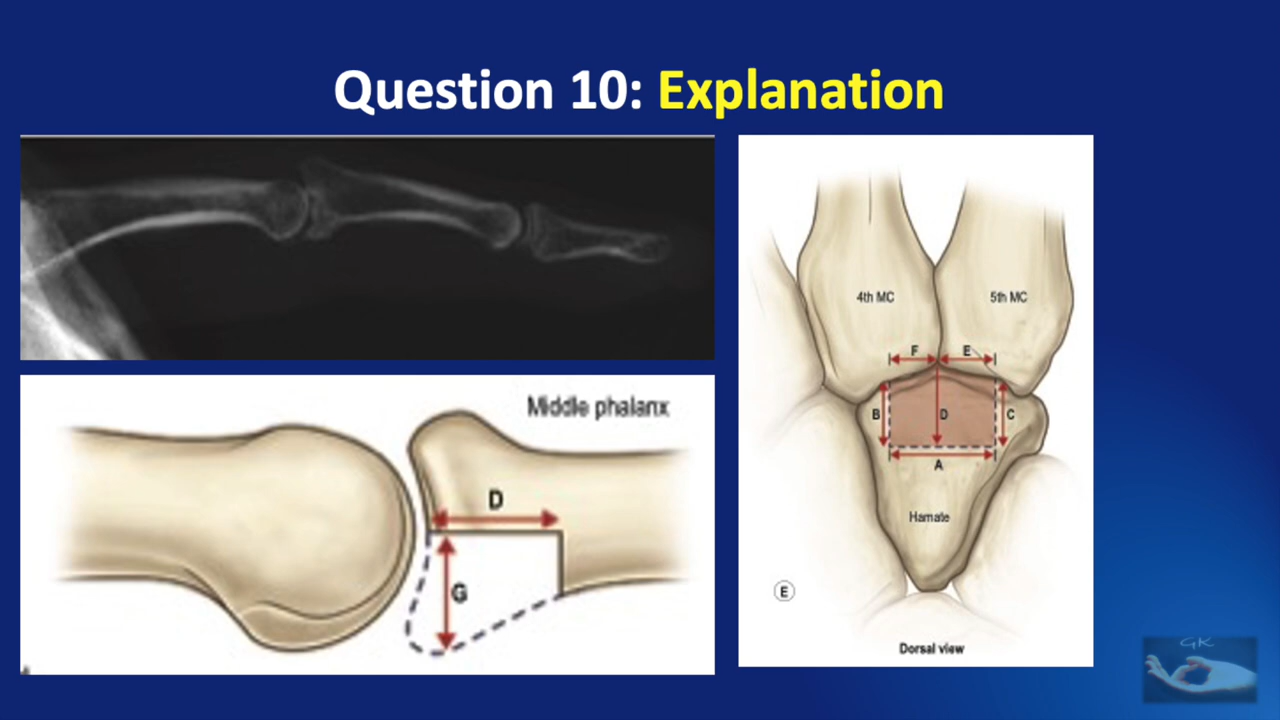 Question 10: Explanation
Middle phalanx
D
G
4th MC
5th MC
F
E
B
D
C
A
Hamate
E
Dorsal view
GK